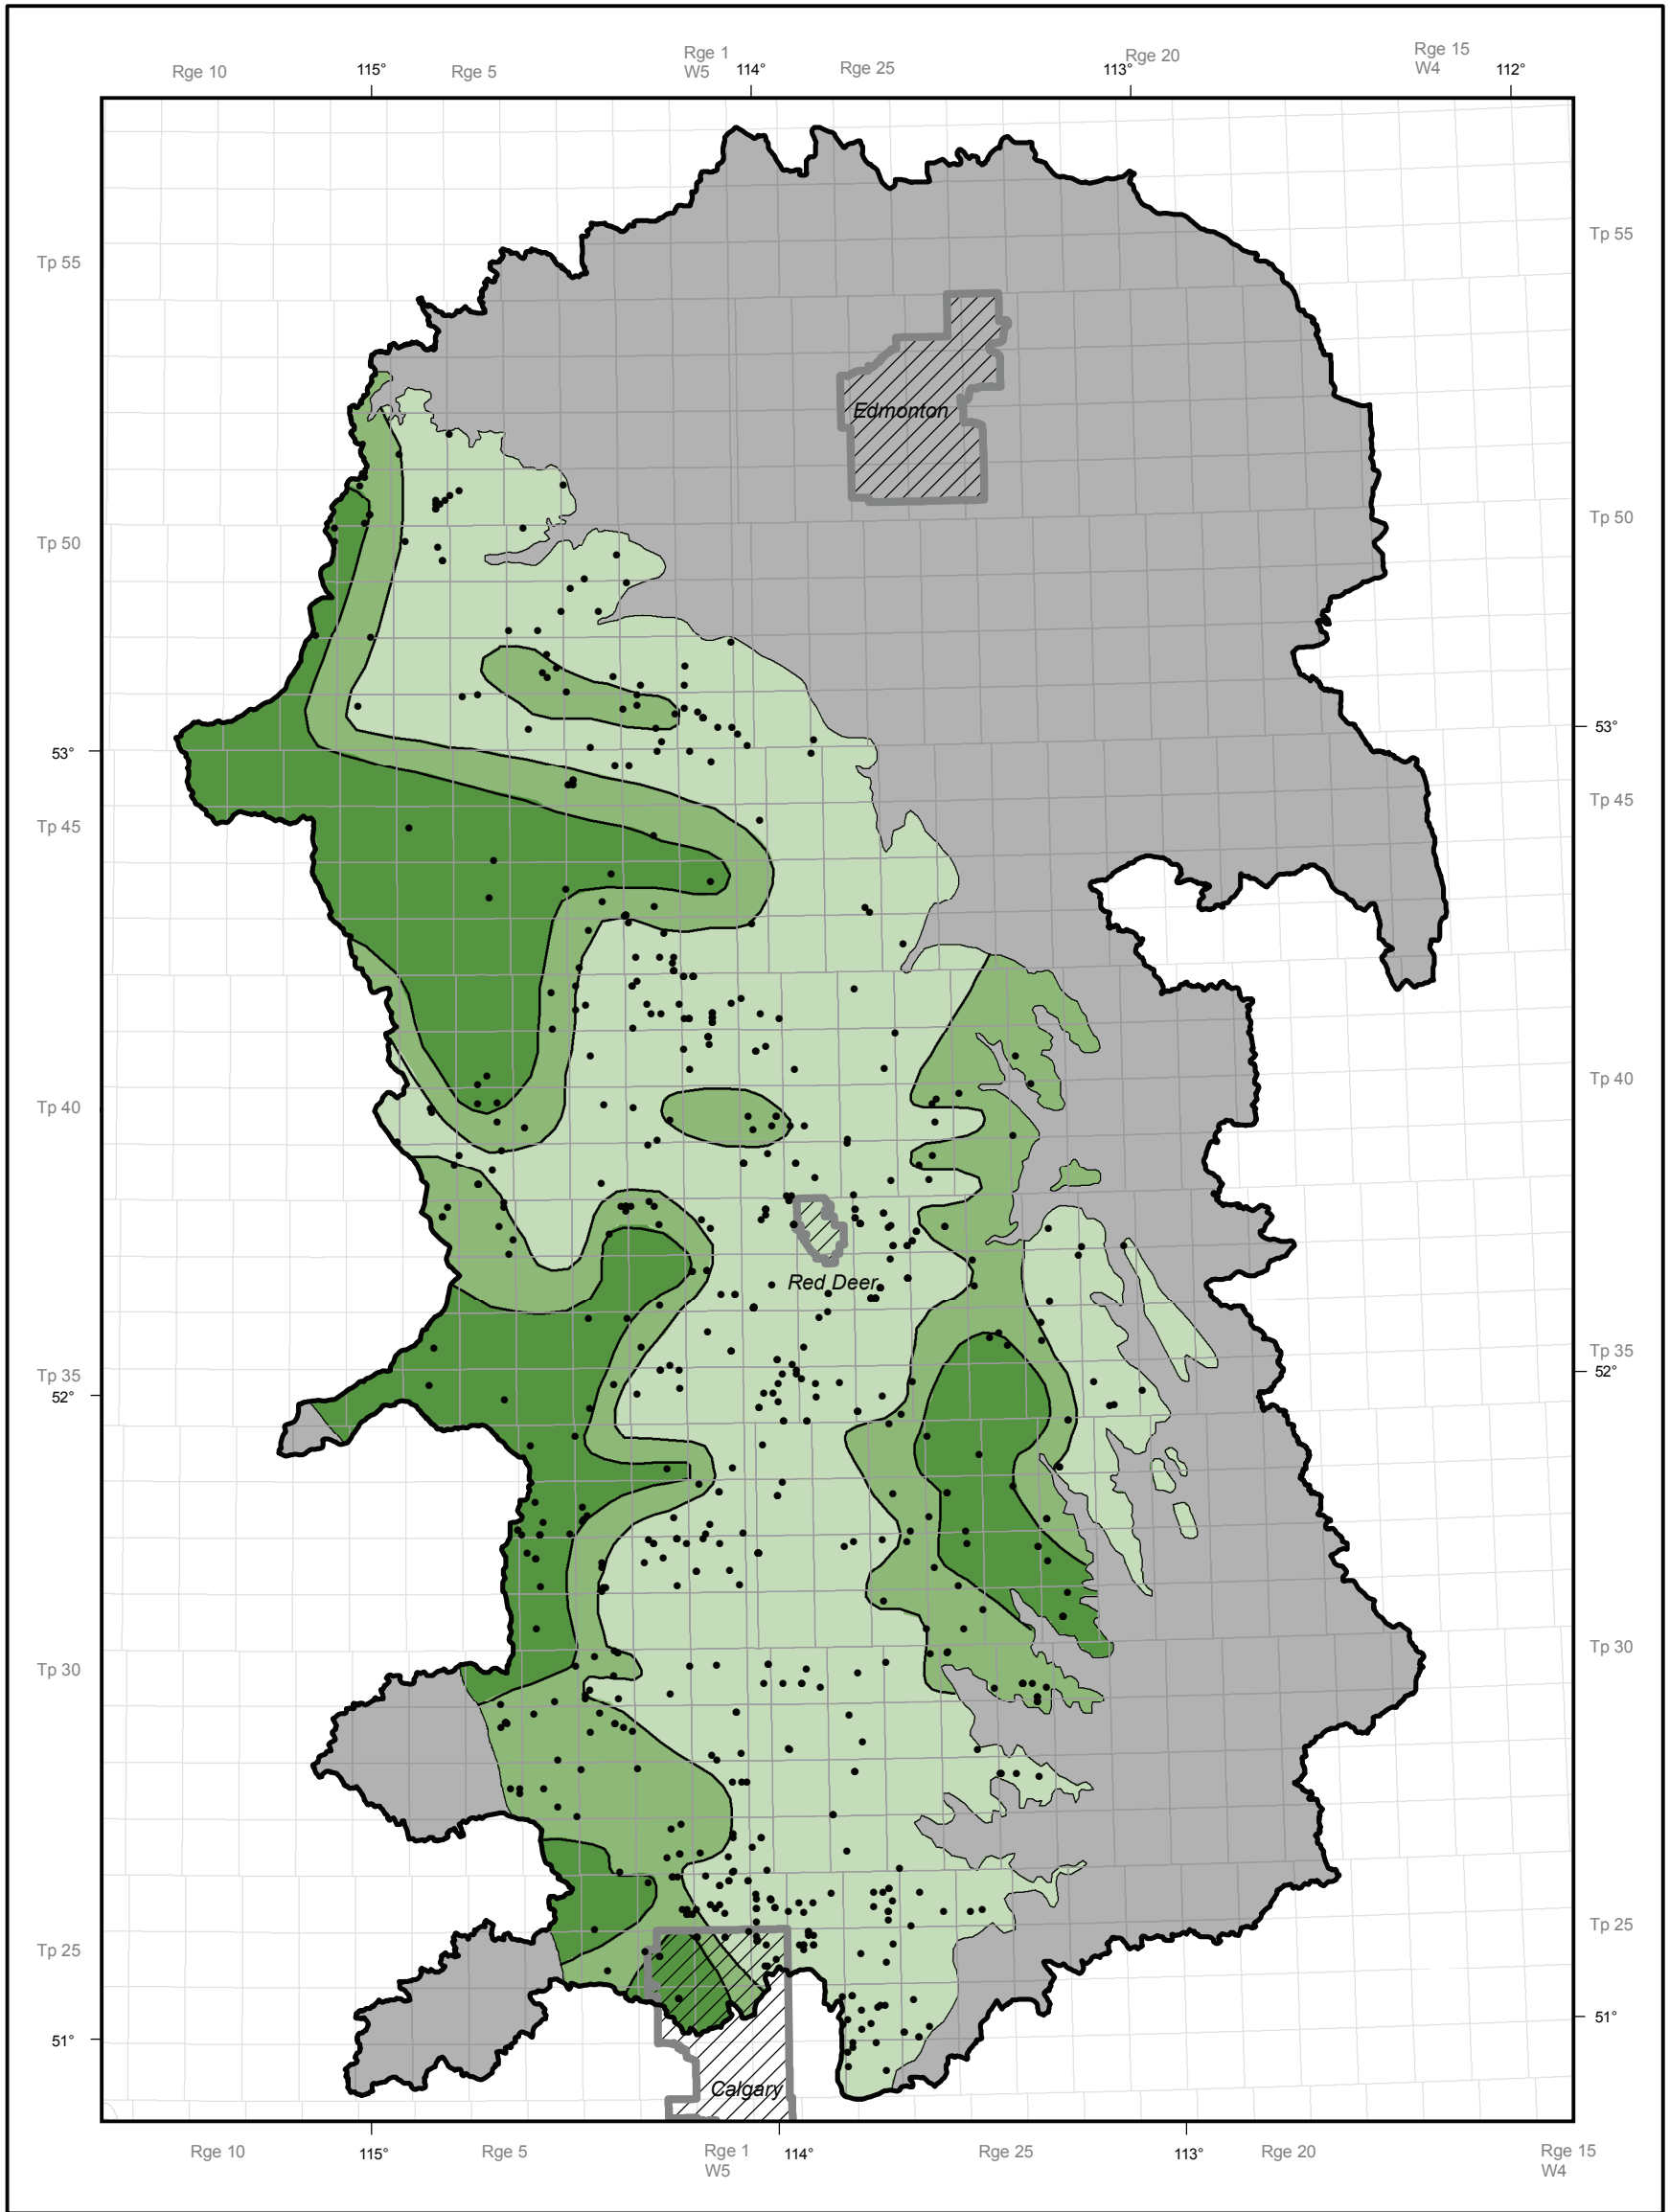 Rge 10
115°
Rge 5
Rge 1
W5
114°
Rge 25
113°
Rge 20
Rge 15
W4
112°
Tp 55
Tp 55
Edmonton
Tp 50
Tp 50
53°
53°
Tp 45
Tp 45
Tp 40
Tp 40
Red Deer
Tp 35
Tp 35
52°
52°
Tp 30
Tp 30
Tp 25
Tp 25
51°
51°
Calgary
Rge 10
115°
Rge 5
Rge 1
W5
114°
Rge 25
113°
Rge 20
Rge 15
W4